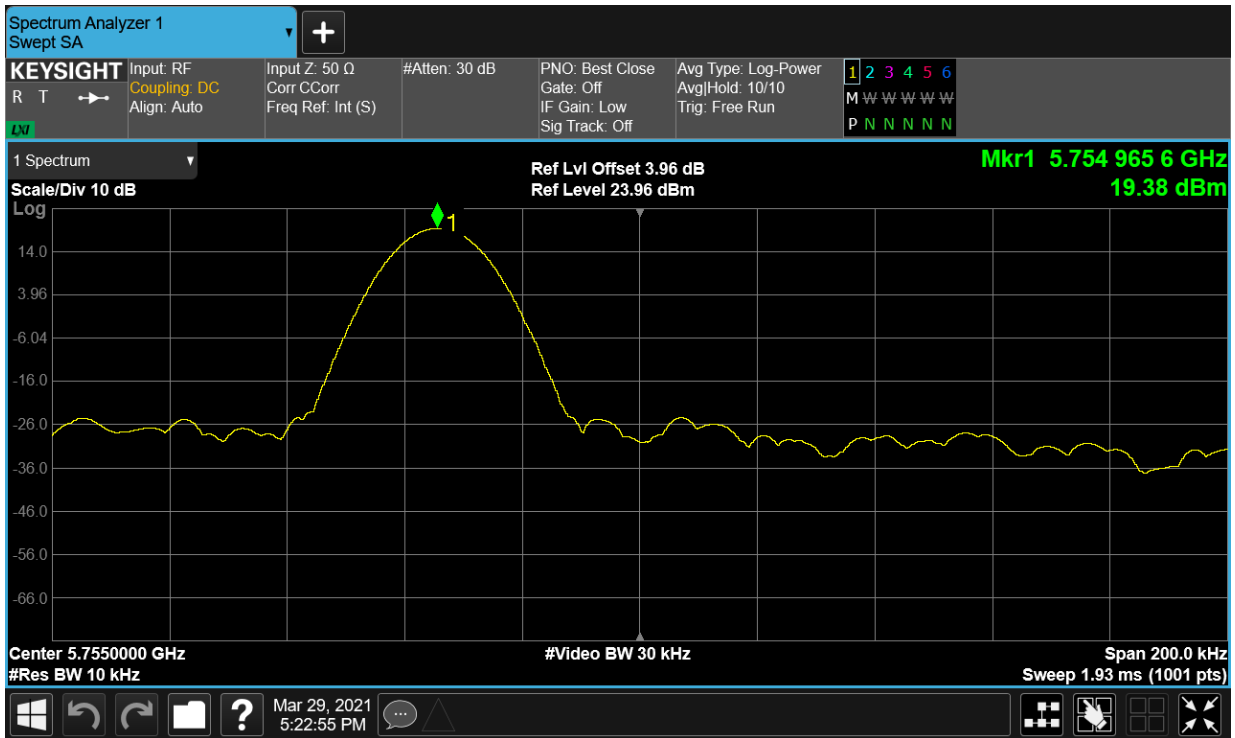 Spectrum Analyzer 1
Swept SA
KEYSIGHT
R T
LXI
Input: RF
Coupling: DC
Align: Auto
Input Z: 50 Ω
Corr CCorr
Freq Ref: Int (S)
#Atten: 30 dB
PNO: Best Close
Gate: Off
IF Gain: Low
Sig Track: Off
Avg Type: Log-Power
Avg|Hold: 10/10
Trig: Free Run
1 2 3 4 5 6
M W W W W W
P N N N N N
1 Spectrum
Scale/Div 10 dB
Log
Ref Lvl Offset 3.96 dB
Ref Level 23.96 dBm
Mkr1 5.754 965 6 GHz
19.38 dBm
1
14.0
3.96
-6.04
-16.0
-26.0
-36.0
-46.0
-56.0
-66.0
Center 5.7550000 GHz
#Res BW 10 kHz
#Video BW 30 kHz
Span 200.0 kHz
Sweep 1.93 ms (1001 pts)
?
Mar 29, 2021
5:22:55 PM